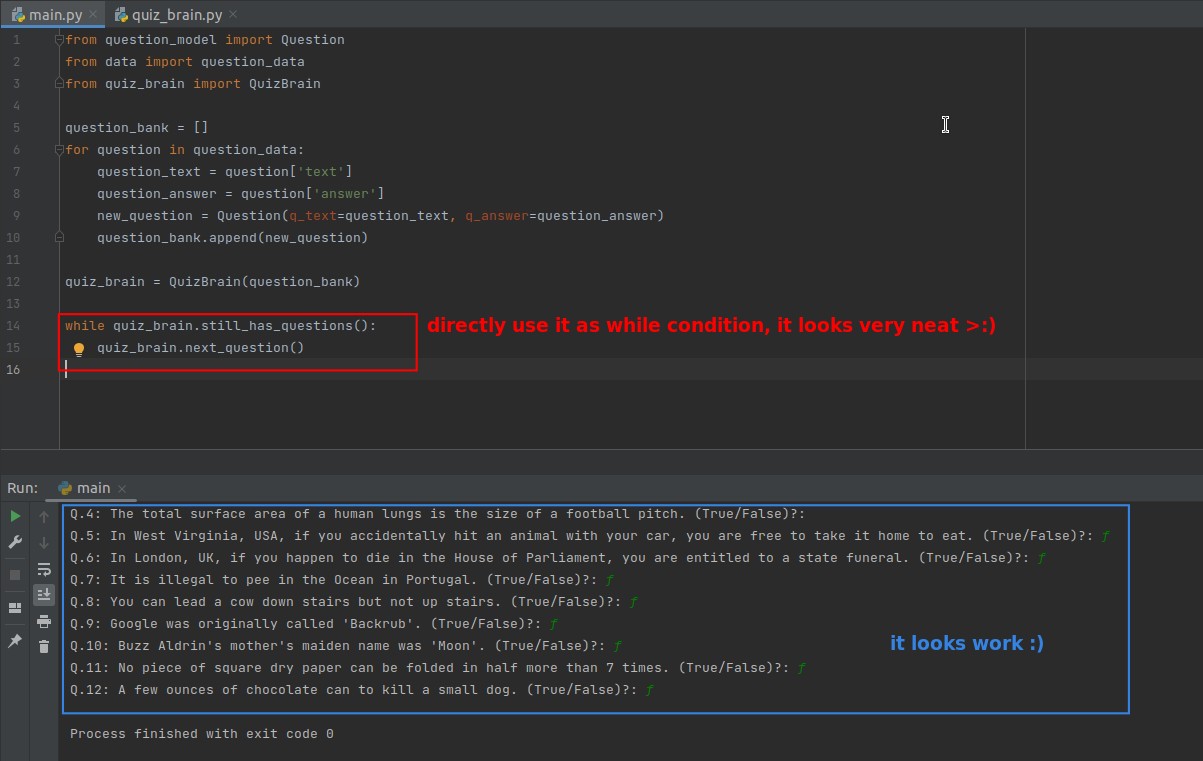 main.py
quiz_brain.py
1 from question_model import Question
2 from data import question_data
3 from quiz_brain import QuizBrain
4
5 question_bank = []
6 for question in question_data:
7 question_text = question['text']
8 question_answer = question['answer']
9 new_question = Question(q_text=question_text, q_answer=question_answer)
10 question_bank.append(new_question)
11
12 quiz_brain = QuizBrain(question_bank)
13
14 while quiz_brain.still_has_questions(): directly use it as while condition, it looks very neat >:)
15 quiz_brain.next_question()
16
Run: main
Q.4: The total surface area of a human lungs is the size of a football pitch. (True/False)?:
Q.5: In West Virginia, USA, if you accidentally hit an animal with your car, you are free to take it home to eat. (True/False)?: f
Q.6: In London, UK, if you happen to die in the House of Parliament, you are entitled to a state funeral. (True/False)?: f
Q.7: It is illegal to pee in the Ocean in Portugal. (True/False)?: f
Q.8: You can lead a cow down stairs but not up stairs. (True/False)?: f
Q.9: Google was originally called 'Backrub'. (True/False)?: f
Q.10: Buzz Aldrin's mother's maiden name was 'Moon'. (True/False)?: f
it looks work :)
Q.11: No piece of square dry paper can be folded in half more than 7 times. (True/False)?: f
Q.12: A few ounces of chocolate can to kill a small dog. (True/False)?: f
Process finished with exit code 0